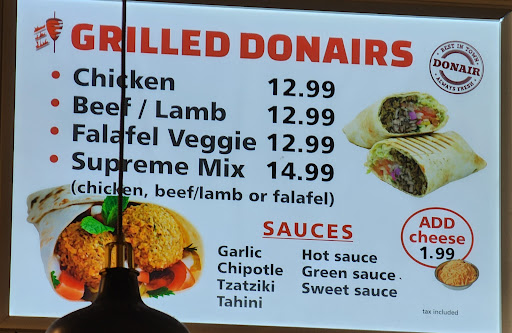 GRILLED DONAIRS
BEST IN TOWN
DONAIR
ALWAYS FRESH
• Chicken 12.99
• Beef / Lamb 12.99
• Falafel Veggie 12.99
• Supreme Mix 14.99
(chicken, beef/lamb or falafel)
SAUCES
Garlic Hot sauce
Chipotle Green sauce
Tzatziki Sweet sauce
Tahini
ADD
cheese
1.99
tax included